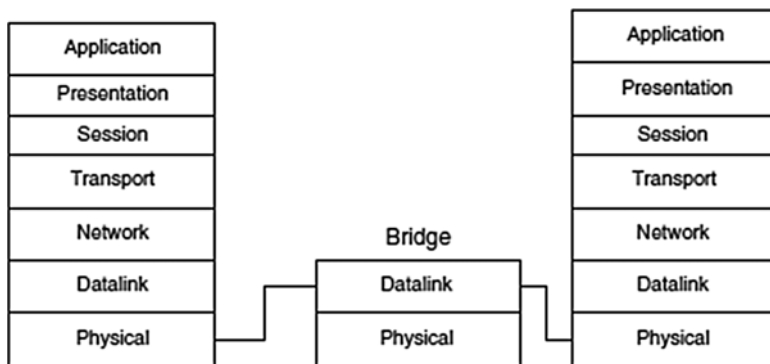 Application
Presentation
Session
Transport
Network
Datalink
Physical
Bridge
Datalink
Physical
Application
Presentation
Session
Transport
Network
Datalink
Physical